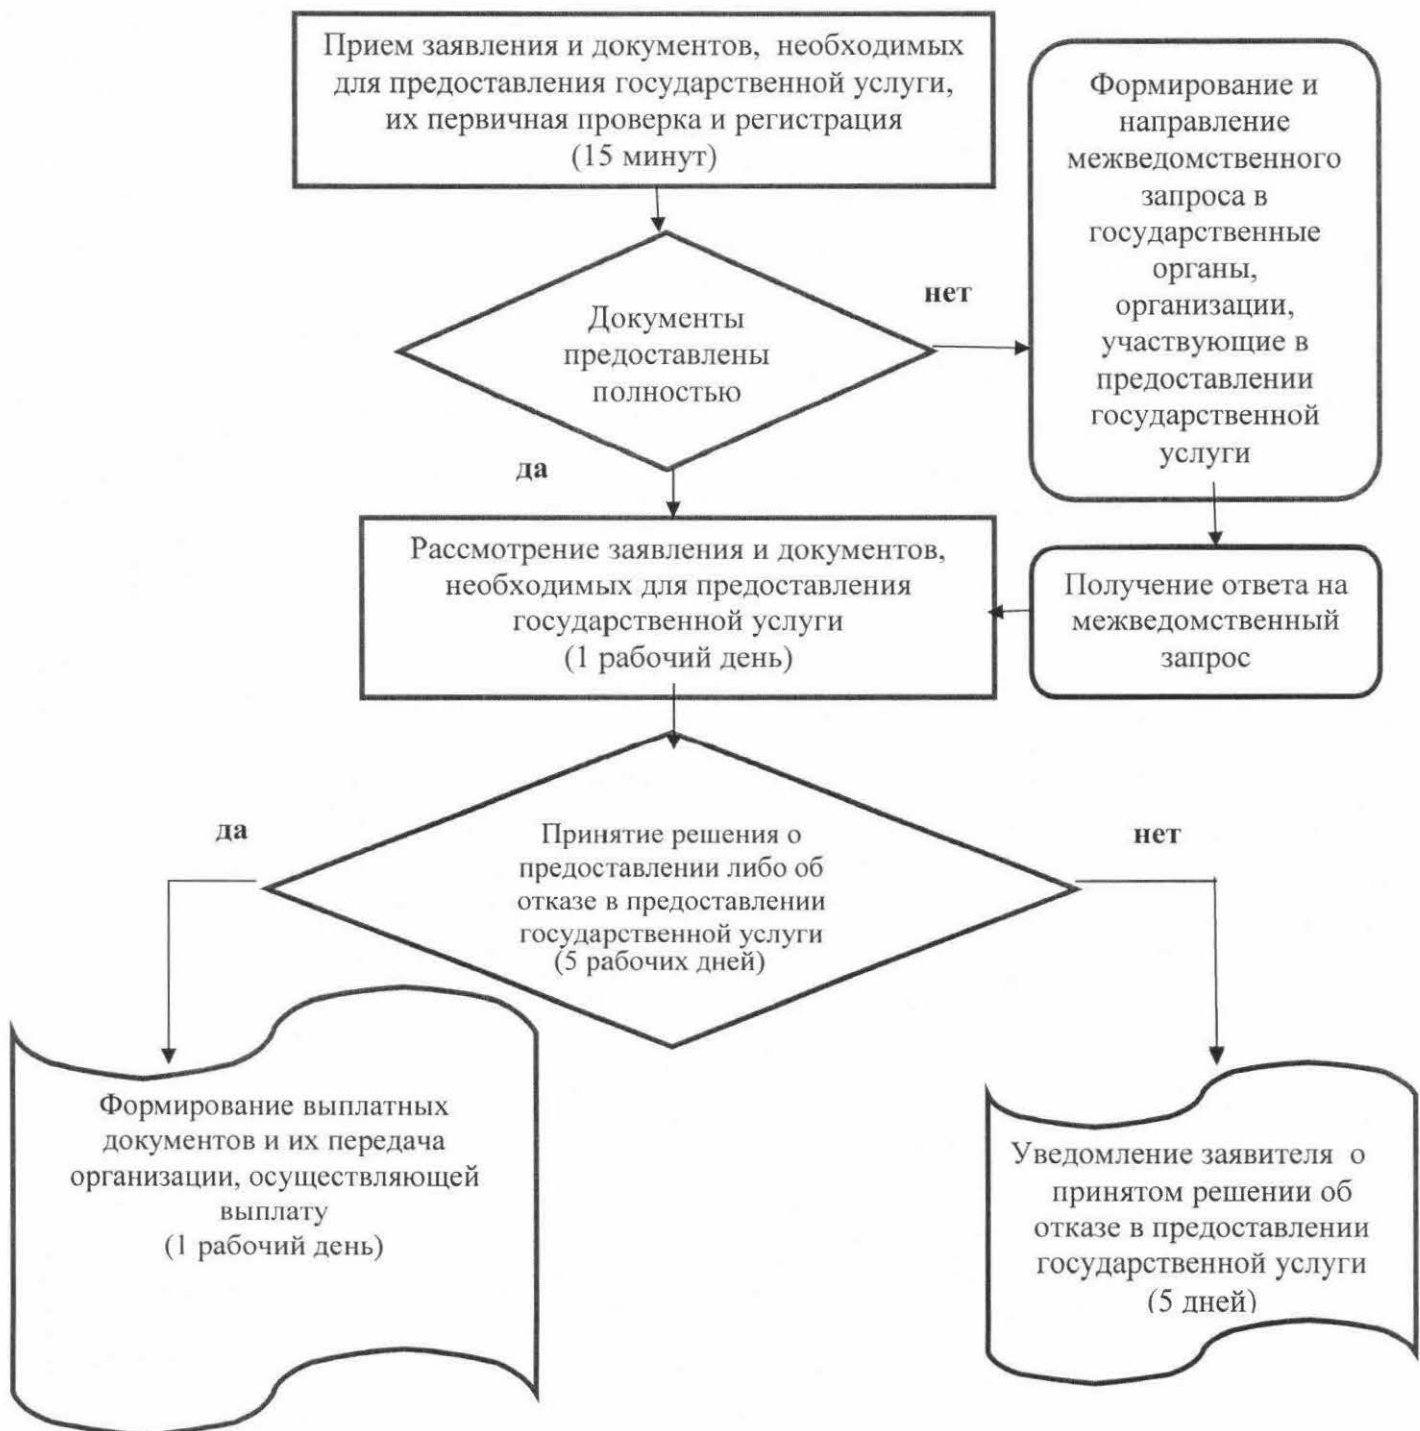 Прием заявления и документов, необходимых
для предоставления государственной услуги,
их первичная проверка и регистрация
(15 минут)
Формирование и
направление
межведомственного
запроса в
государственные
органы,
организации,
участвующие в
предоставлении
государственной
услуги
нет
Документы
предоставлены
полностью
да
Рассмотрение заявления и документов,
необходимых для предоставления
государственной услуги
(1 рабочий день)
Получение ответа на
межведомственный
запрос
да
Принятие решения о
предоставлении либо об
отказе в предоставлении
государственной услуги
(5 рабочих дней)
нет
Формирование выплатных
документов и их передача
организации, осуществляющей
выплату
(1 рабочий день)
Уведомление заявителя о
принятом решении об
отказе в предоставлении
государственной услуги
(5 дней)